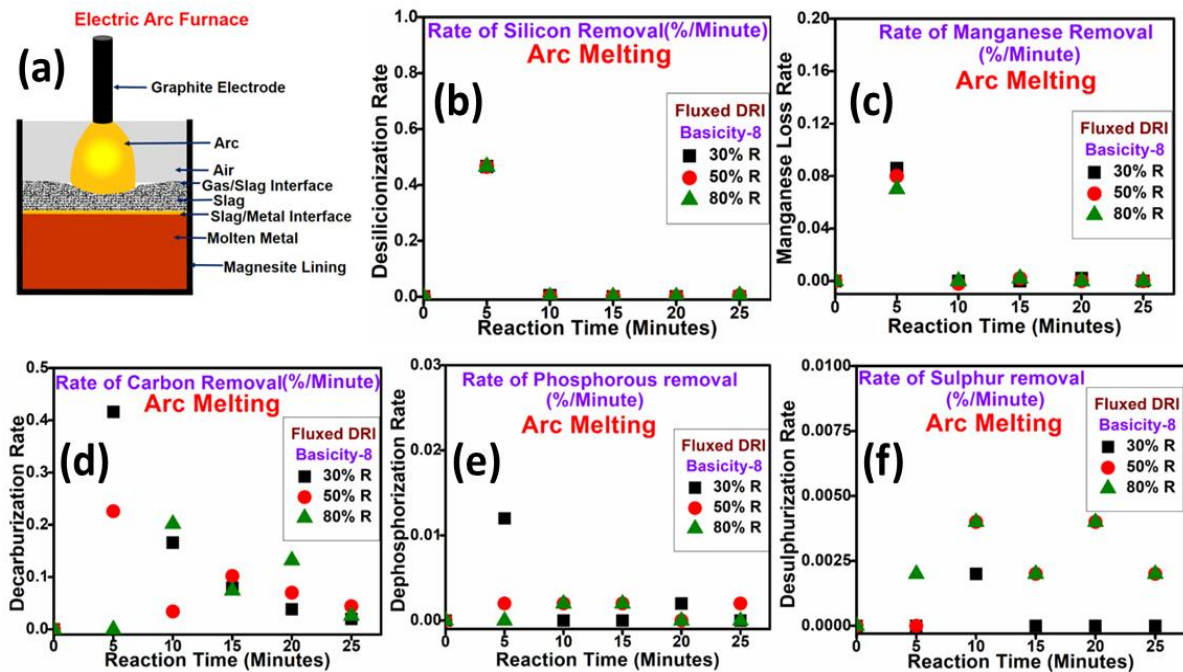 Electric Arc Furnace
(a)
Graphite Electrode
Arc
Air
Gas/Slag Interface
Slag
Slag/Metal Interface
Molten Metal
Magnesite Lining
Rate of Silicon Removal(%/Minute)
Arc Melting
(b)
Fluxed DRI
Basicity-8
30% R
50% R
80% R
Desiliconization Rate
1.0
0.8
0.6
0.4
0.2
0.0
0 5 10 15 20 25
Reaction Time (Minutes)
Rate of Manganese Removal
(%/Minute)
Arc Melting
(c)
Fluxed DRI
Basicity-8
30% R
50% R
80% R
Manganese Loss Rate
0.20
0.16
0.12
0.08
0.04
0.00
0 5 10 15 20 25
Reaction Time (Minutes)
Rate of Carbon Removal(%/Minute)
Arc Melting
(d)
Fluxed DRI
Basicity-8
30% R
50% R
80% R
Decarburization Rate
0.5
0.4
0.3
0.2
0.1
0.0
0 5 10 15 20 25
Reaction Time (Minutes)
Rate of Phosphorous removal
(%/Minute)
Arc Melting
(e)
Fluxed DRI
Basicity-8
30% R
50% R
80% R
Dephosphorization Rate
0.03
0.02
0.01
0.00
0 5 10 15 20 25
Reaction Time (Minutes)
Rate of Sulphur removal
(%/Minute)
Arc Melting
(f)
Fluxed DRI
Basicity-8
30% R
50% R
80% R
Desulphurization Rate
0.0100
0.0075
0.0050
0.0025
0.0000
0 5 10 15 20 25
Reaction Time (Minutes)